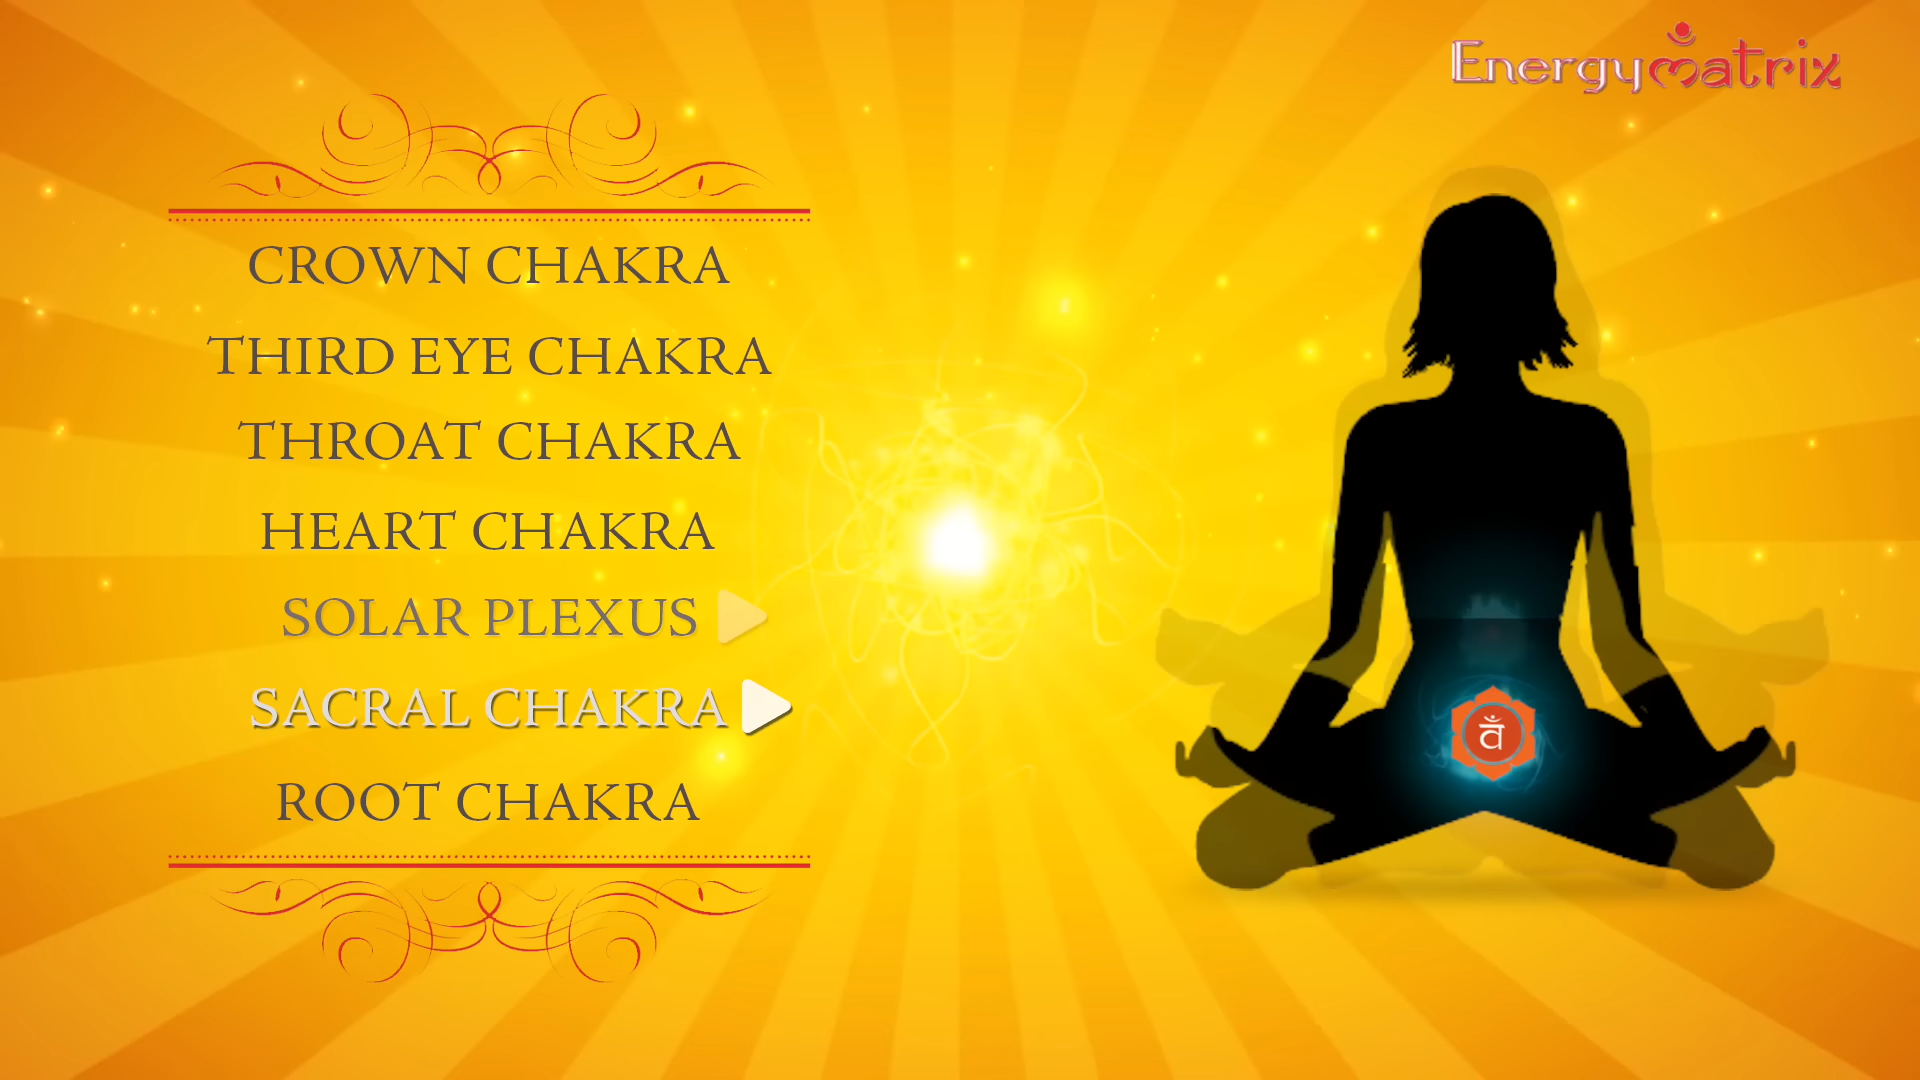 Energymatrix
CROWN CHAKRA
THIRD EYE CHAKRA
THROAT CHAKRA
HEART CHAKRA
SOLAR PLEXUS
SACRAL CHAKRA
ROOT CHAKRA
वँ